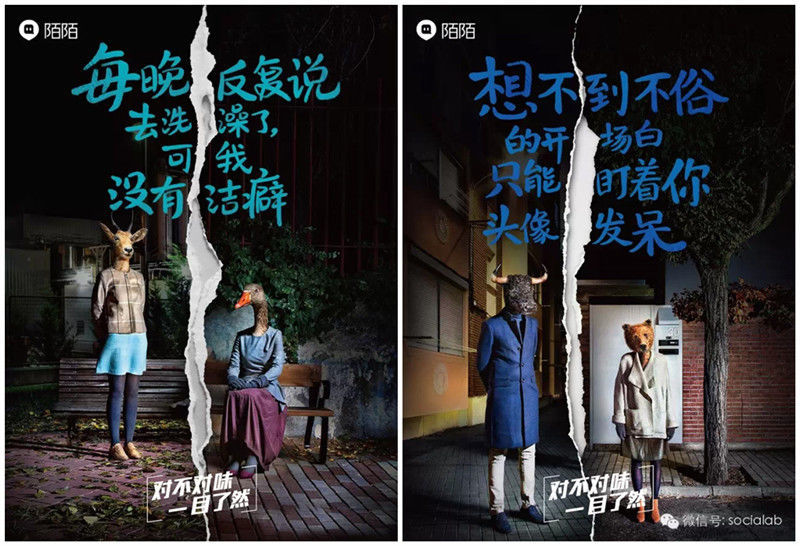 陌陌
每晚反复说
去洗澡了,
可我
没有洁癖
对不对味
一目了然
陌陌
想不到不俗
的开场白
只能盯着你
头像发呆
对不对味
一目了然
微信号: socialab